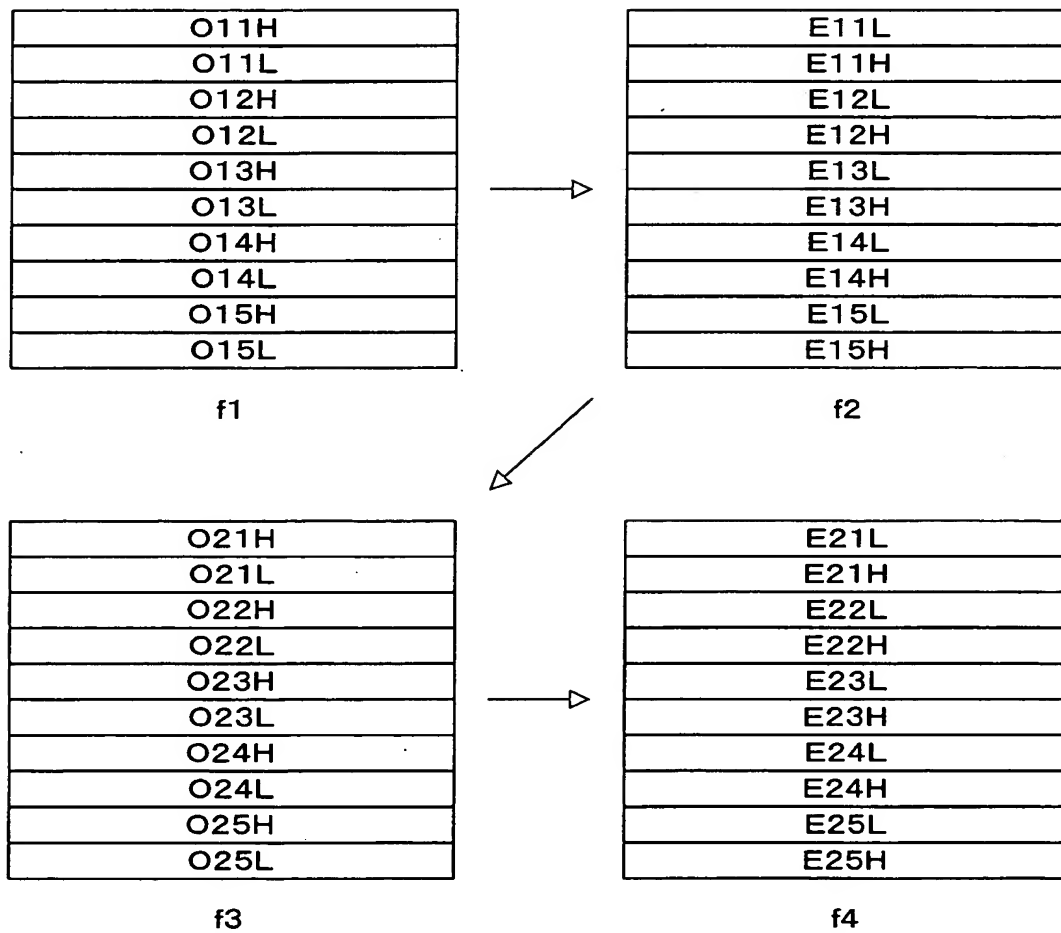 O11H
O11L
O12H
O12L
O13H
O13L
O14H
O14L
O15H
O15L
f1
E11L
E11H
E12L
E12H
E13L
E13H
E14L
E14H
E15L
E15H
f2
O21H
O21L
O22H
O22L
O23H
O23L
O24H
O24L
O25H
O25L
f3
E21L
E21H
E22L
E22H
E23L
E23H
E24L
E24H
E25L
E25H
f4